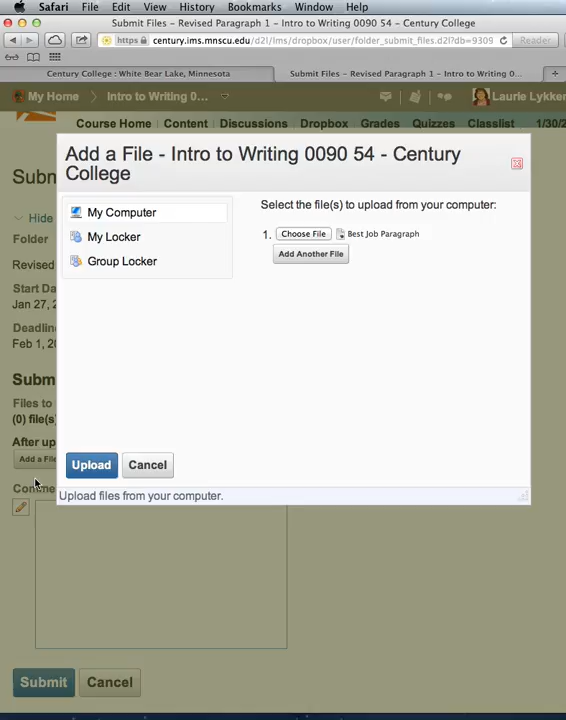 Safari File Edit View History Bookmarks Window Help
Submit Files - Revised Paragraph 1 - Intro to Writing 0090 54 - Century College
https century.ims.mnscu.edu/d2l/lms/dropbox/user/folder_submit_files.d2l?db=9309 Reader
Century College : White Bear Lake, Minnesota Submit Files - Revised Paragraph 1 - Intro to Writing 0...
My Home Intro to Writing 0... Laurie Lykken
Course Home Content Discussions Dropbox Grades Quizzes Classlist 1/30/2
Add a File - Intro to Writing 0090 54 - Century
College
Subm
My Computer
Select the file(s) to upload from your computer:
Hide
My Locker
1. Choose File Best Job Paragraph
Folder
Group Locker
Add Another File
Revised
Start Da
Jan 27, 2
Deadline
Feb 1, 20
Submi
Files to
(0) file(s)
After up
Add a File
Upload Cancel
Comme
Upload files from your computer.
Submit Cancel